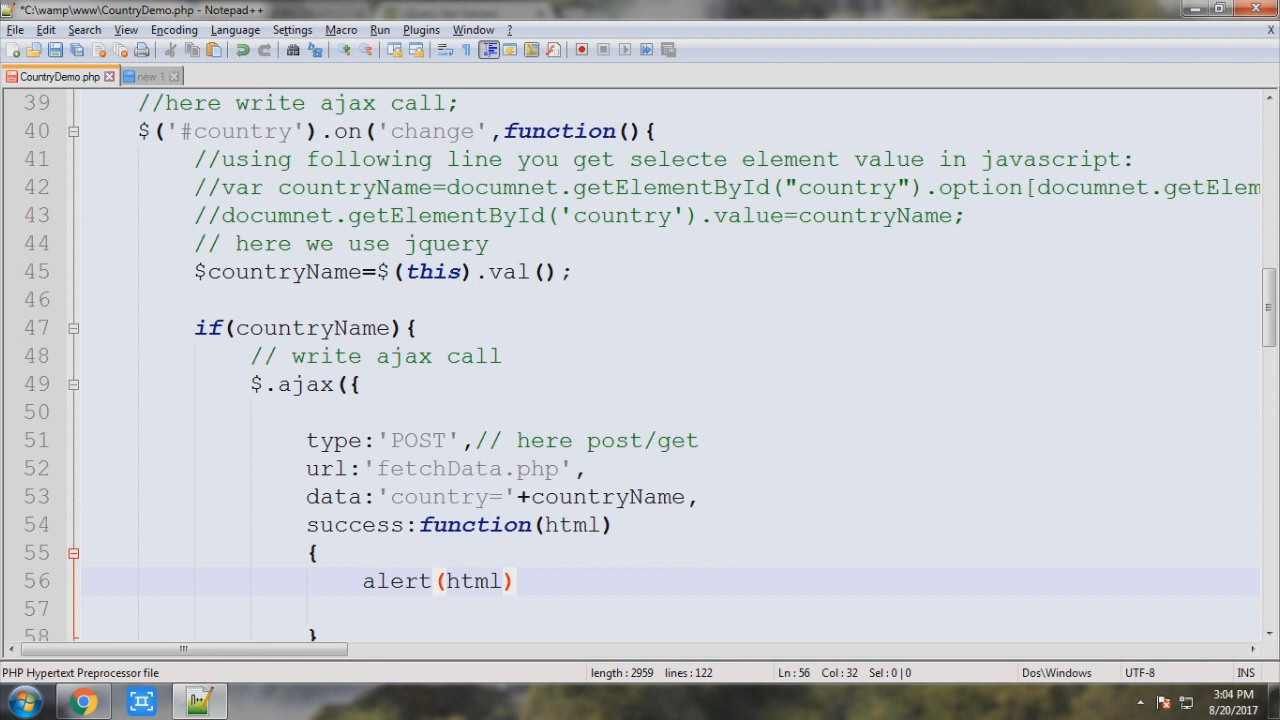 *C:\wamp\www\CountryDemo.php - Notepad++
File Edit Search View Encoding Language Settings Macro Run Plugins Window ? X
CountryDemo.php new 1
39 //here write ajax call;
40 $('#country').on('change',function(){
41 //using following line you get selecte element value in javascript:
42 //var countryName=documnet.getElementById("country").option[documnet.getElem
43 //documnet.getElementById('country').value=countryName;
44 // here we use jquery
45 $countryName=$(this).val();
46
47 if(countryName){
48 // write ajax call
49 $.ajax({
50
51 type:'POST',// here post/get
52 url:'fetchData.php',
53 data:'country='+countryName,
54 success:function(html)
55 {
56 alert(html)
57
58 }
PHP Hypertext Preprocessor file length : 2959 lines : 122 Ln : 56 Col : 32 Sel : 0 | 0 Dos\Windows UTF-8 INS
3:04 PM
8/20/2017